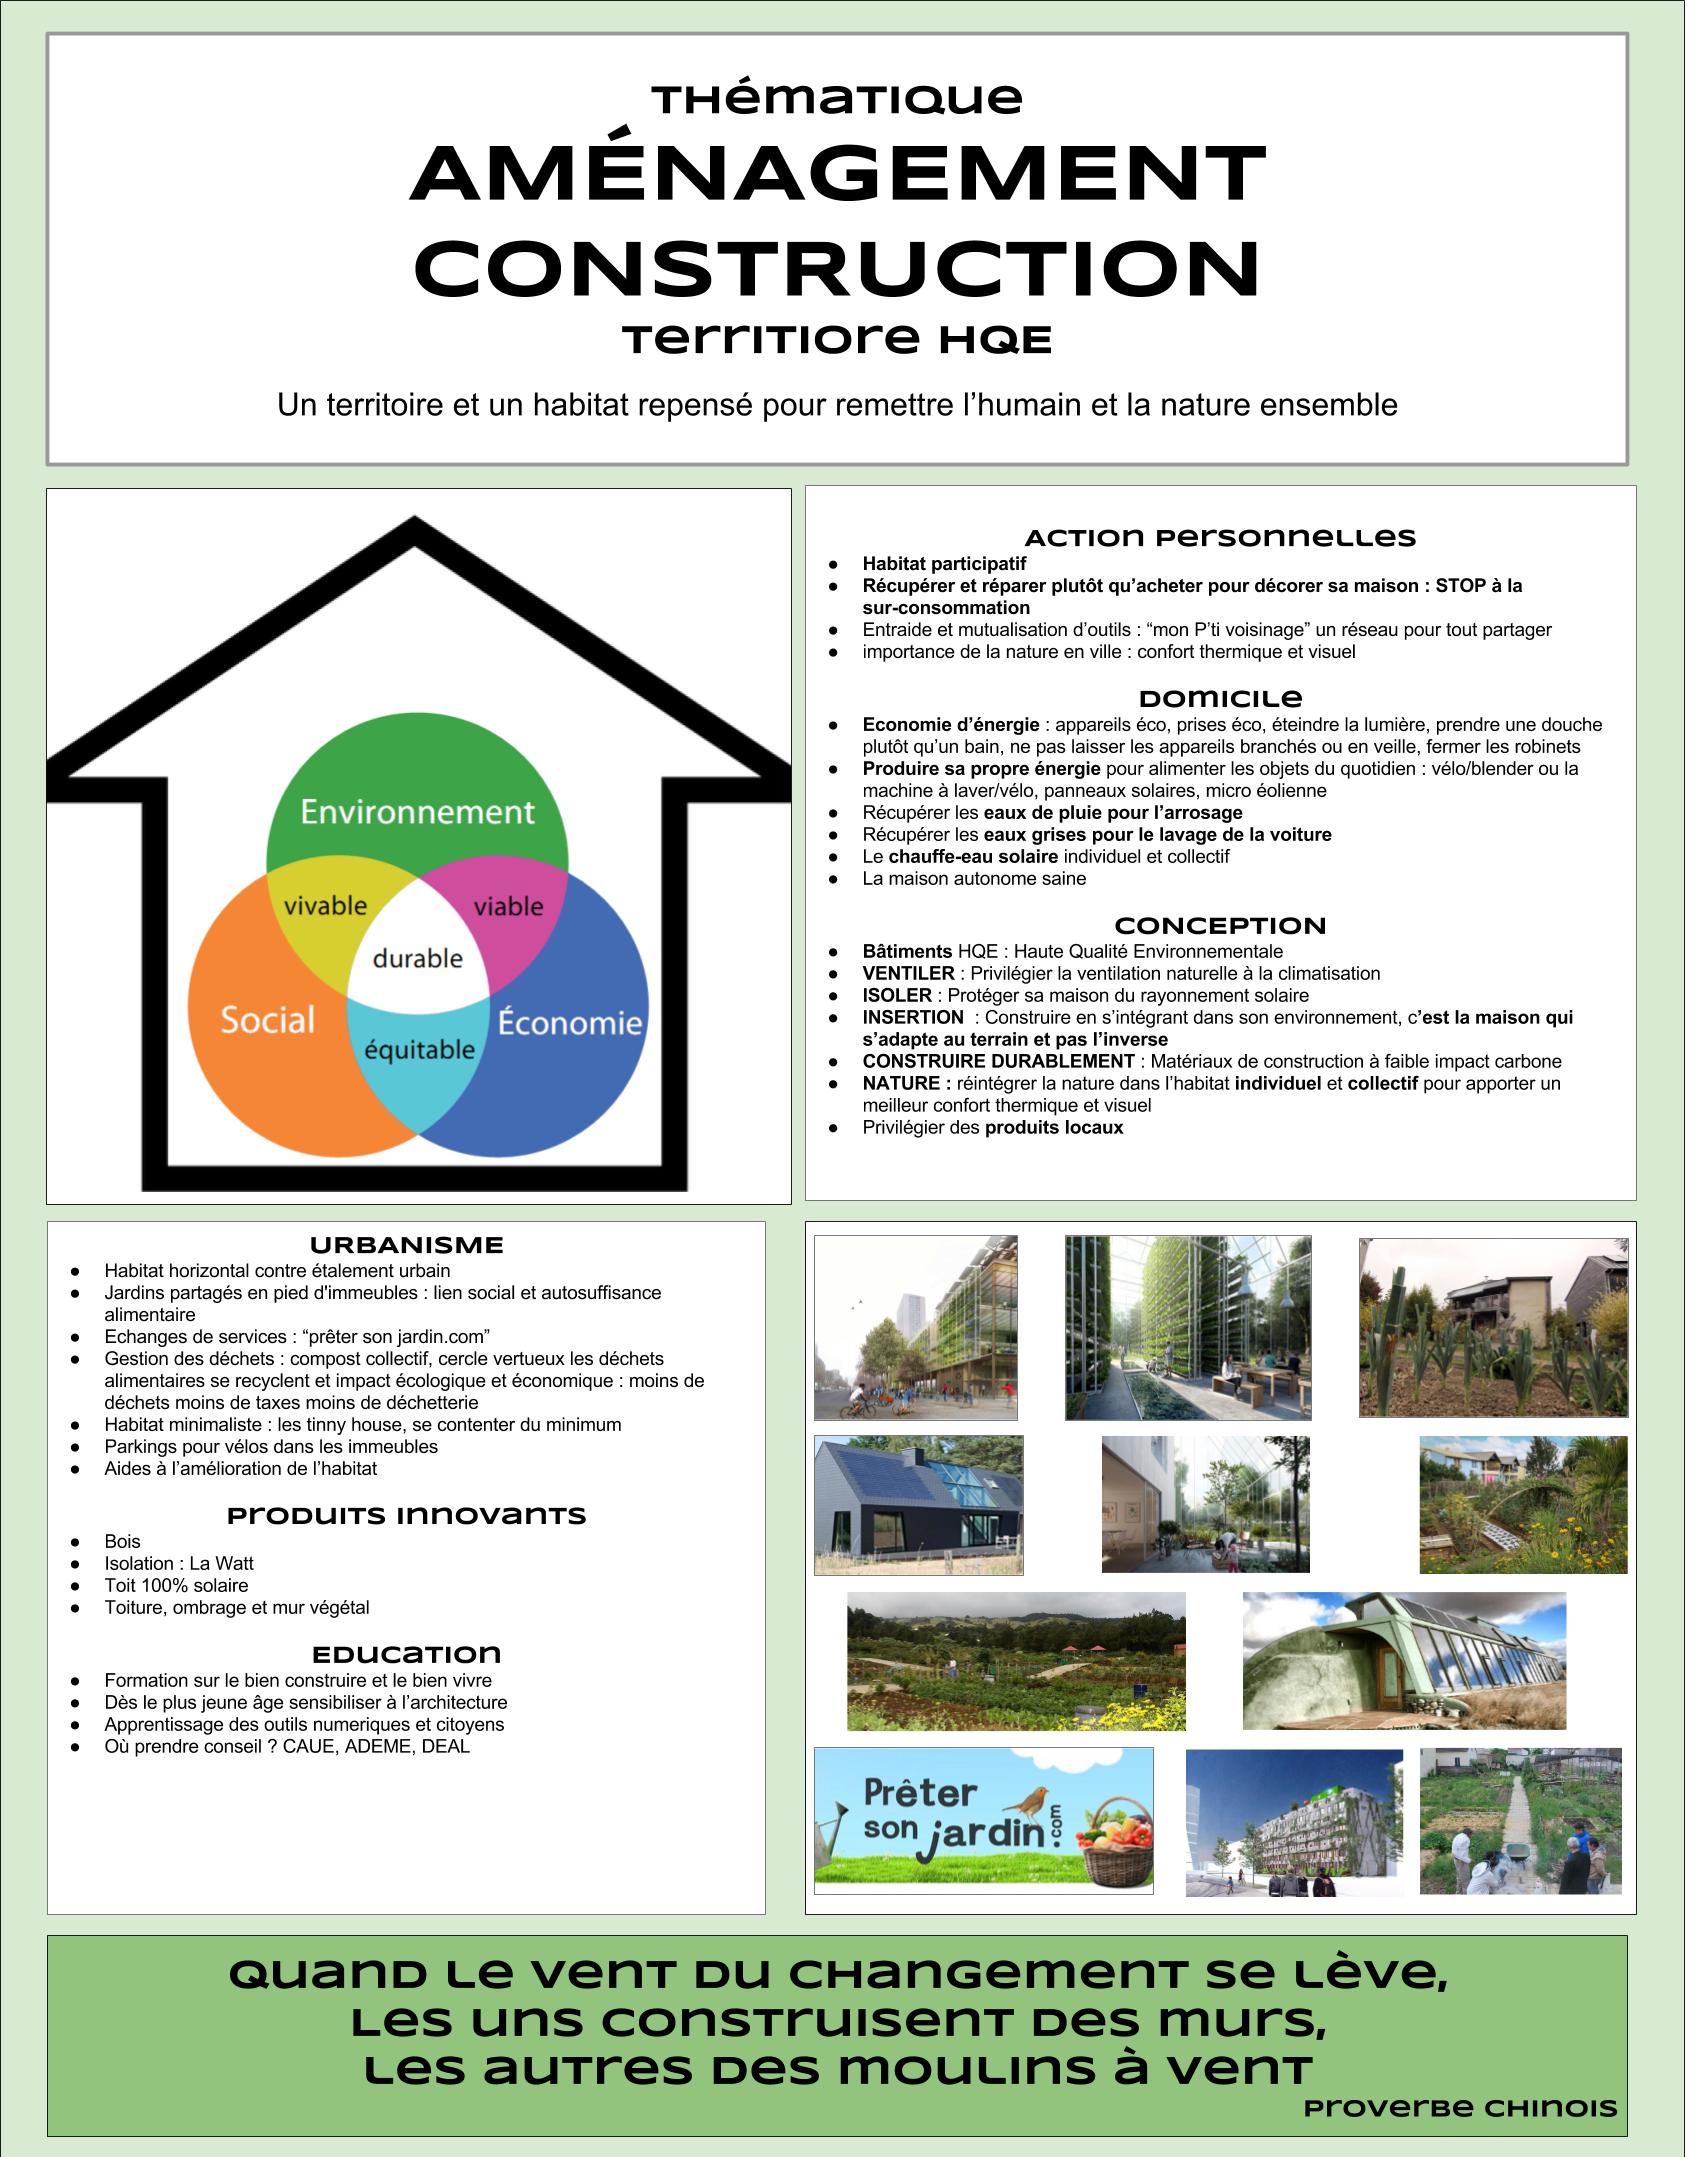 Thématique
AMÉNAGEMENT
CONSTRUCTION
Territiore HQE
Un territoire et un habitat repensé pour remettre l’humain et la nature ensemble
Environnement
vivable
viable
durable
Social
Économie
équitable
Action personnelles
● Habitat participatif
● Récupérer et réparer plutôt qu’acheter pour décorer sa maison : STOP à la
sur-consommation
● Entraide et mutualisation d’outils : “mon P’ti voisinage” un réseau pour tout partager
● importance de la nature en ville : confort thermique et visuel
Domicile
● Economie d’énergie : appareils éco, prises éco, éteindre la lumière, prendre une douche
plutôt qu’un bain, ne pas laisser les appareils branchés ou en veille, fermer les robinets
● Produire sa propre énergie pour alimenter les objets du quotidien : vélo/blender ou la
machine à laver/vélo, panneaux solaires, micro éolienne
● Récupérer les eaux de pluie pour l’arrosage
● Récupérer les eaux grises pour le lavage de la voiture
● Le chauffe-eau solaire individuel et collectif
● La maison autonome saine
CONCEPTION
● Bâtiments HQE : Haute Qualité Environnementale
● VENTILER : Privilégier la ventilation naturelle à la climatisation
● ISOLER : Protéger sa maison du rayonnement solaire
● INSERTION : Construire en s’intégrant dans son environnement, c’est la maison qui
s’adapte au terrain et pas l’inverse
● CONSTRUIRE DURABLEMENT : Matériaux de construction à faible impact carbone
● NATURE : réintégrer la nature dans l’habitat individuel et collectif pour apporter un
meilleur confort thermique et visuel
● Privilégier des produits locaux
URBANISME
● Habitat horizontal contre étalement urbain
● Jardins partagés en pied d'immeubles : lien social et autosuffisance
alimentaire
● Echanges de services : “prêter son jardin.com”
● Gestion des déchets : compost collectif, cercle vertueux les déchets
alimentaires se recyclent et impact écologique et économique : moins de
déchets moins de taxes moins de déchetterie
● Habitat minimaliste : les tinny house, se contenter du minimum
● Parkings pour vélos dans les immeubles
● Aides à l’amélioration de l’habitat
Produits innovants
● Bois
● Isolation : La Watt
● Toit 100% solaire
● Toiture, ombrage et mur végétal
Education
● Formation sur le bien construire et le bien vivre
● Dès le plus jeune âge sensibiliser à l’architecture
● Apprentissage des outils numeriques et citoyens
● Où prendre conseil ? CAUE, ADEME, DEAL
Prêter
son jardin.com
Quand le vent du changement se lève,
Les uns construisent des murs,
Les autres des moulins à vent
Proverbe chinois